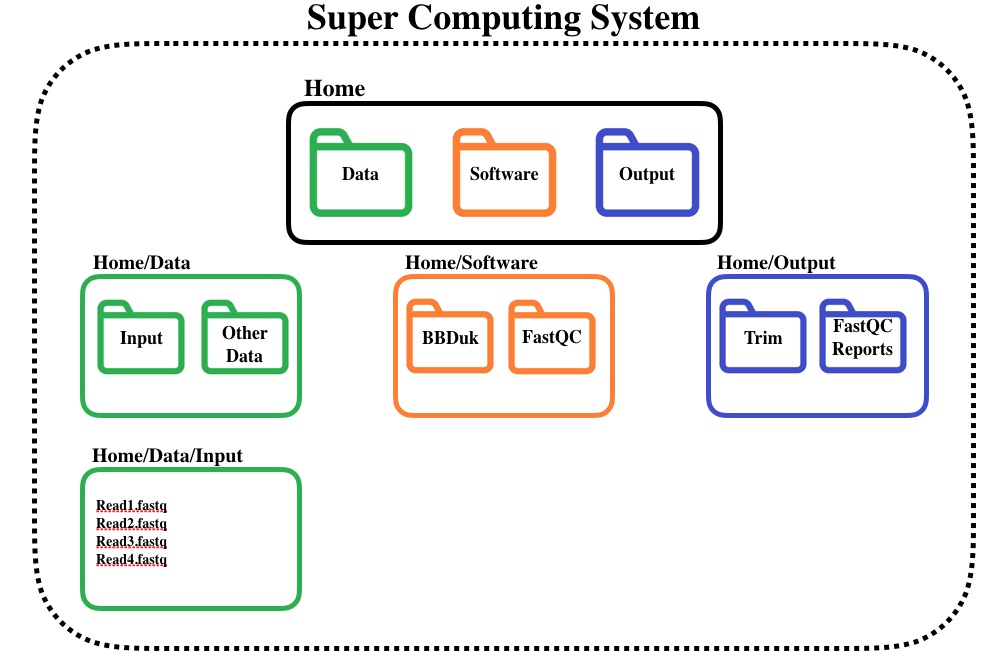 Super Computing System
Home
Data
Software
Output
Home/Data
Home/Software
Home/Output
Input
Other
Data
BBDuk
FastQC
Trim
FastQC
Reports
Home/Data/Input
Read1.fastq
Read2.fastq
Read3.fastq
Read4.fastq